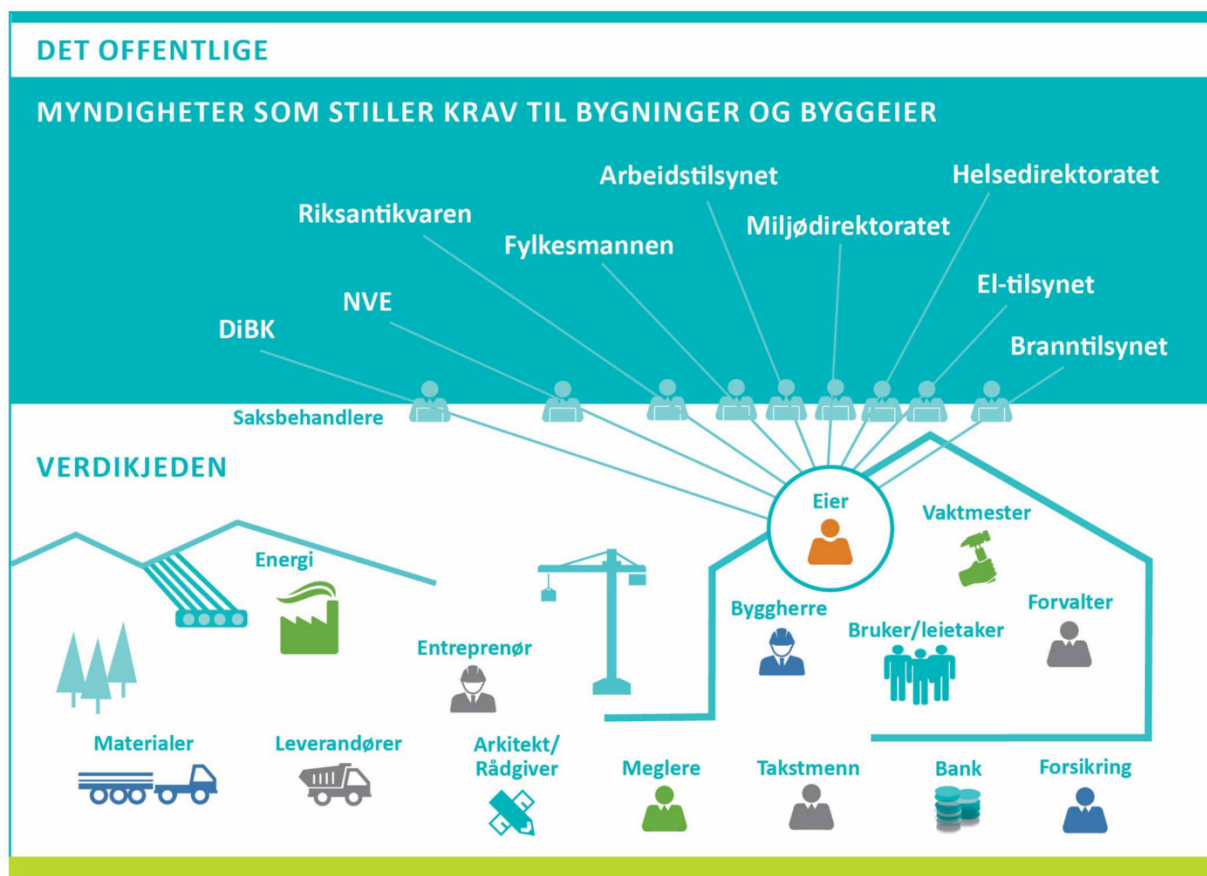 DET OFFENTLIGE
MYNDIGHETER SOM STILLER KRAV TIL BYGNINGER OG BYGGEIER
Arbeidstilsynet
Helsedirektoratet
Riksantikvaren
Miljødirektoratet
Fylkesmannen
El-tilsynet
NVE
DiBK
Branntilsynet
Saksbehandlere
VERDIKJEDEN
Eier
Vaktmester
Energi
Byggherre
Forvalter
Bruker/leietaker
Entreprenør
Materialer
Leverandører
Arkitekt/
Rådgiver
Meglere
Takstmenn
Bank
Forsikring